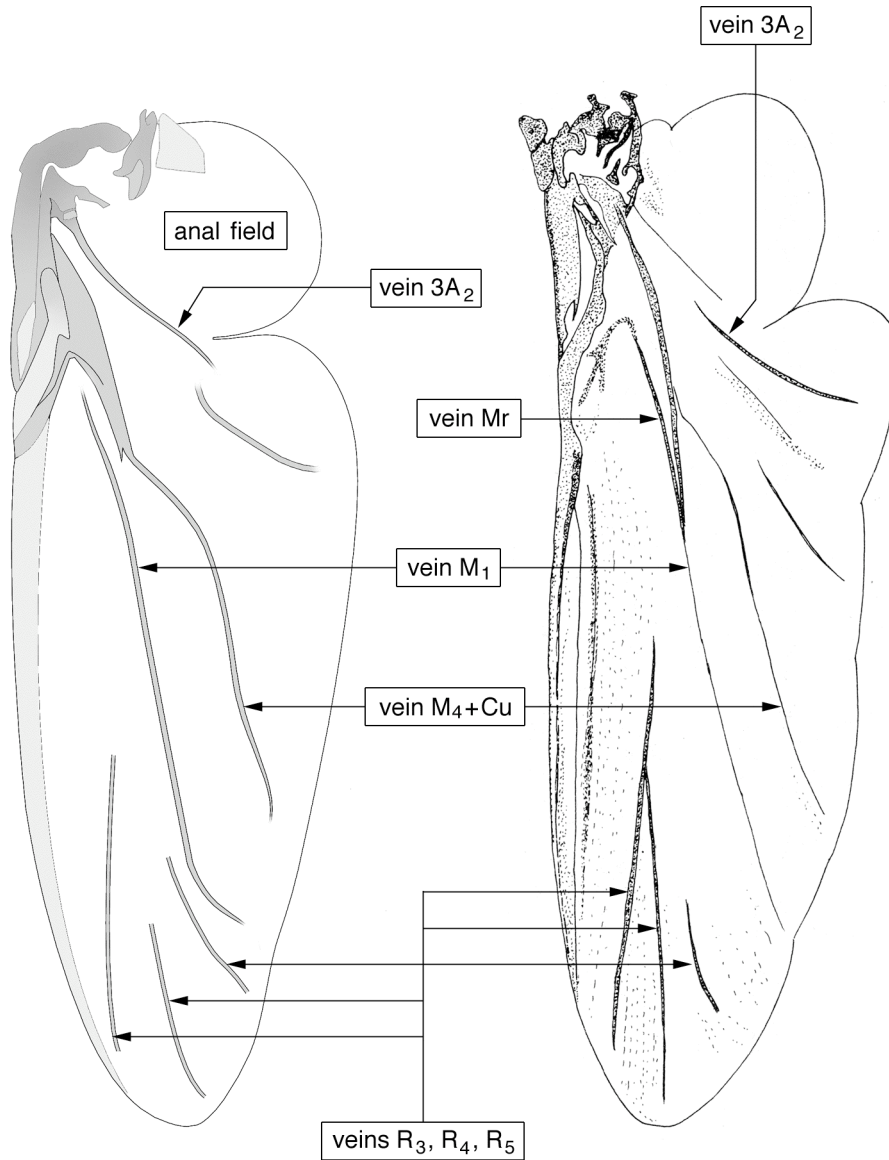 vein 3A₂
anal field
vein 3A₂
vein Mr
vein M₁
vein M₄+Cu
veins R₃, R₄, R₅